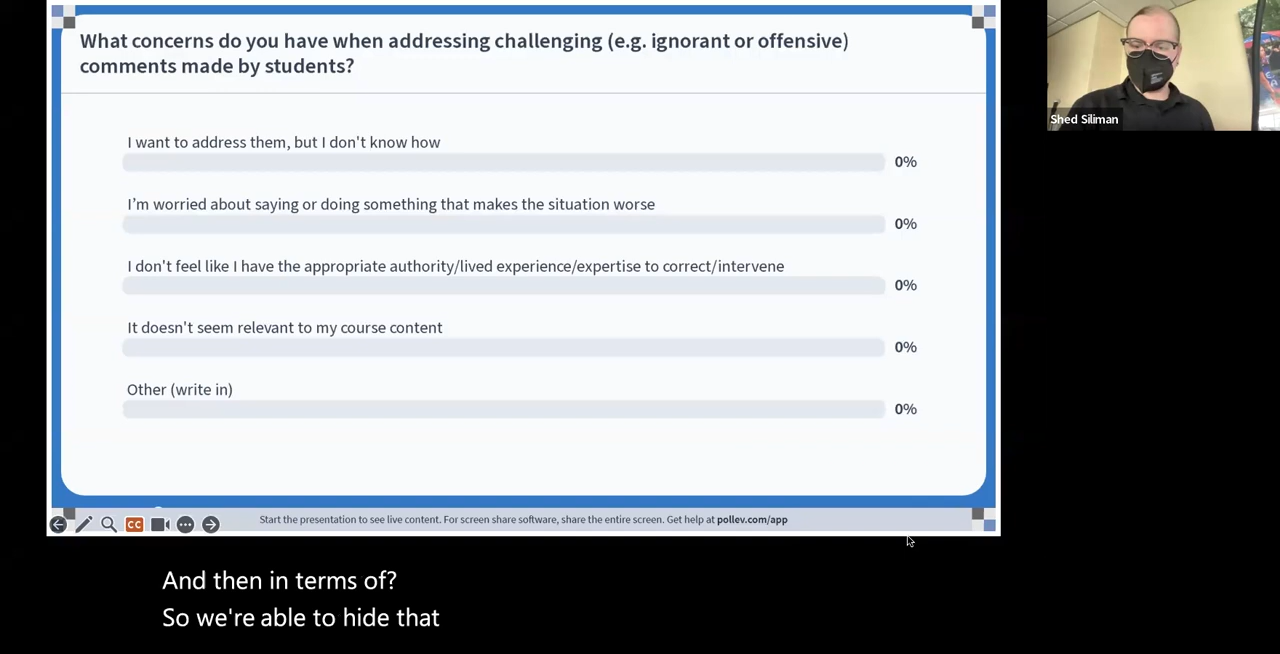 What concerns do you have when addressing challenging (e.g. ignorant or offensive)
comments made by students?
I want to address them, but I don't know how
0%
I’m worried about saying or doing something that makes the situation worse
0%
I don't feel like I have the appropriate authority/lived experience/expertise to correct/intervene
0%
It doesn't seem relevant to my course content
0%
Other (write in)
0%
CC
Start the presentation to see live content. For screen share software, share the entire screen. Get help at pollev.com/app
Shed Siliman
And then in terms of?
So we're able to hide that